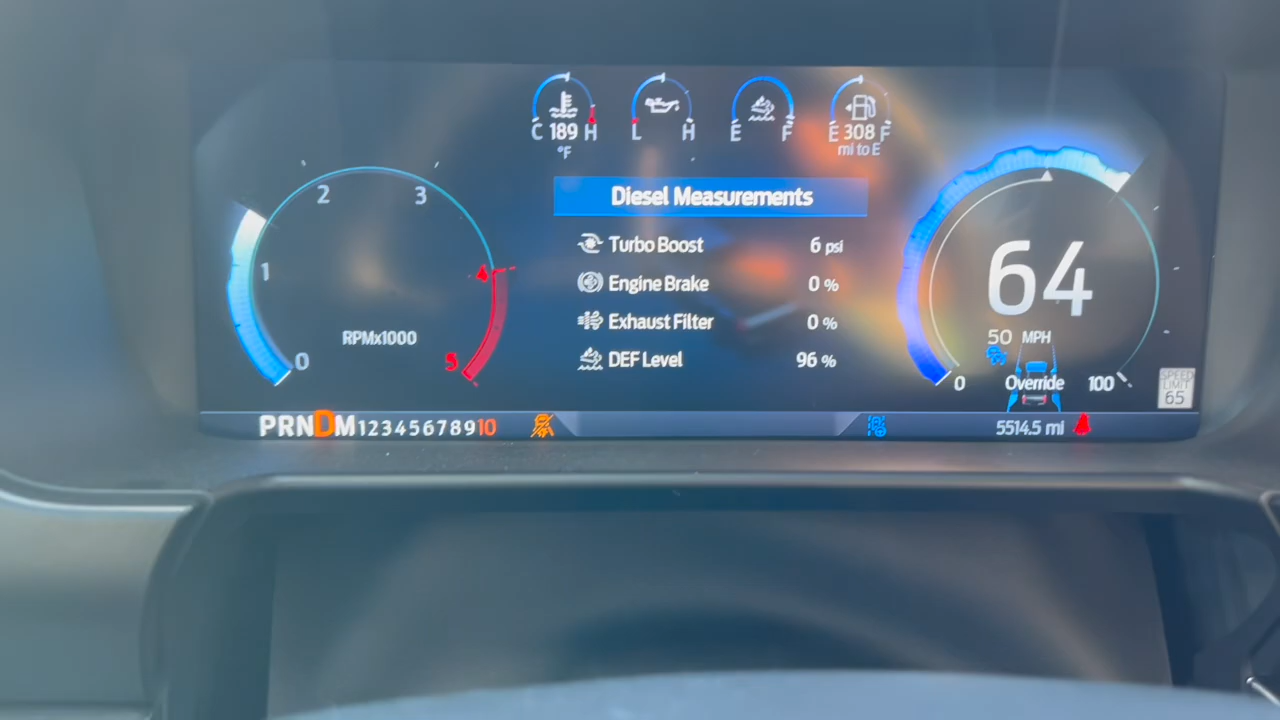 C 189 H
°F
L H
E F
E 308 F
mi to E
Diesel Measurements
Turbo Boost 6 psi
Engine Brake 0 %
Exhaust Filter 0 %
DEF Level 96 %
0 1 2 3 4 5
RPMx1000
64
50 MPH
0 Override 100
SPEED
LIMIT
65
PRNDM12345678910
5514.5 mi